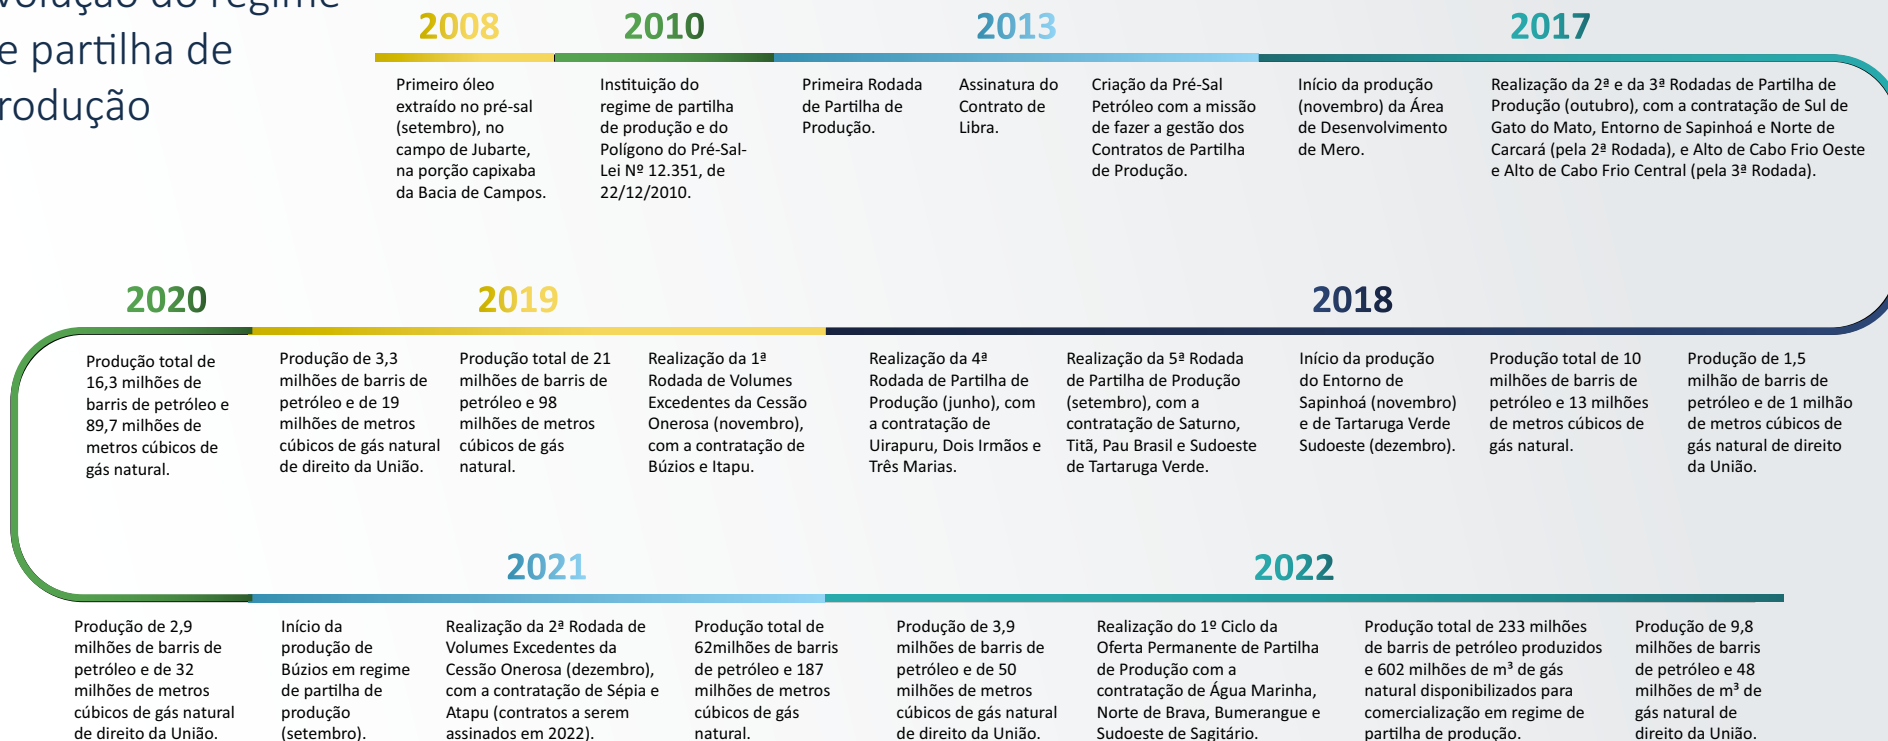 volução do regime
e partilha de
rodução
2008
Primeiro óleo
extraído no pré-sal
(setembro), no
campo de Jubarte,
na porção capixaba
da Bacia de Campos.
2010
Instituição do
regime de partilha
de produção e do
Polígono do Pré-Sal-
Lei Nº 12.351, de
22/12/2010.
2013
Primeira Rodada
de Partilha de
Produção.
Assinatura do
Contrato de
Libra.
Criação da Pré-Sal
Petróleo com a missão
de fazer a gestão dos
Contratos de Partilha
de Produção.
2017
Início da produção
(novembro) da Área
de Desenvolvimento
de Mero.
Realização da 2ª e da 3ª Rodadas de Partilha de
Produção (outubro), com a contratação de Sul de
Gato do Mato, Entorno de Sapinhoá e Norte de
Carcará (pela 2ª Rodada), e Alto de Cabo Frio Oeste
e Alto de Cabo Frio Central (pela 3ª Rodada).
2020
Produção total de
16,3 milhões de
barris de petróleo e
89,7 milhões de
metros cúbicos de
gás natural.
2019
Produção de 3,3
milhões de barris de
petróleo e de 19
milhões de metros
cúbicos de gás natural
de direito da União.
Produção total de 21
milhões de barris de
petróleo e 98
milhões de metros
cúbicos de gás
natural.
Realização da 1ª
Rodada de Volumes
Excedentes da Cessão
Onerosa (novembro),
com a contratação de
Búzios e Itapu.
2018
Realização da 4ª
Rodada de Partilha de
Produção (junho), com
a contratação de
Uirapuru, Dois Irmãos e
Três Marias.
Realização da 5ª Rodada
de Partilha de Produção
(setembro), com a
contratação de Saturno,
Titã, Pau Brasil e Sudoeste
de Tartaruga Verde.
Início da produção
do Entorno de
Sapinhoá (novembro)
e de Tartaruga Verde
Sudoeste (dezembro).
Produção total de 10
milhões de barris de
petróleo e 13 milhões
de metros cúbicos de
gás natural.
Produção de 1,5
milhão de barris de
petróleo e de 1 milhão
de metros cúbicos de
gás natural de direito
da União.
Produção de 2,9
milhões de barris de
petróleo e de 32
milhões de metros
cúbicos de gás natural
de direito da União.
2021
Início da
produção de
Búzios em regime
de partilha de
produção
(setembro).
Realização da 2ª Rodada de
Volumes Excedentes da
Cessão Onerosa (dezembro),
com a contratação de Sépia e
Atapu (contratos a serem
assinados em 2022).
Produção total de
62milhões de barris
de petróleo e 187
milhões de metros
cúbicos de gás
natural.
2022
Produção de 3,9
milhões de barris de
petróleo e de 50
milhões de metros
cúbicos de gás natural
de direito da União.
Realização do 1º Ciclo da
Oferta Permanente de Partilha
de Produção com a
contratação de Água Marinha,
Norte de Brava, Bumerangue e
Sudoeste de Sagitário.
Produção total de 233 milhões
de barris de petróleo produzidos
e 602 milhões de m³ de gás
natural disponibilizados para
comercialização em regime de
partilha de produção.
Produção de 9,8
milhões de barris
de petróleo e 48
milhões de m³ de
gás natural de
direito da União.